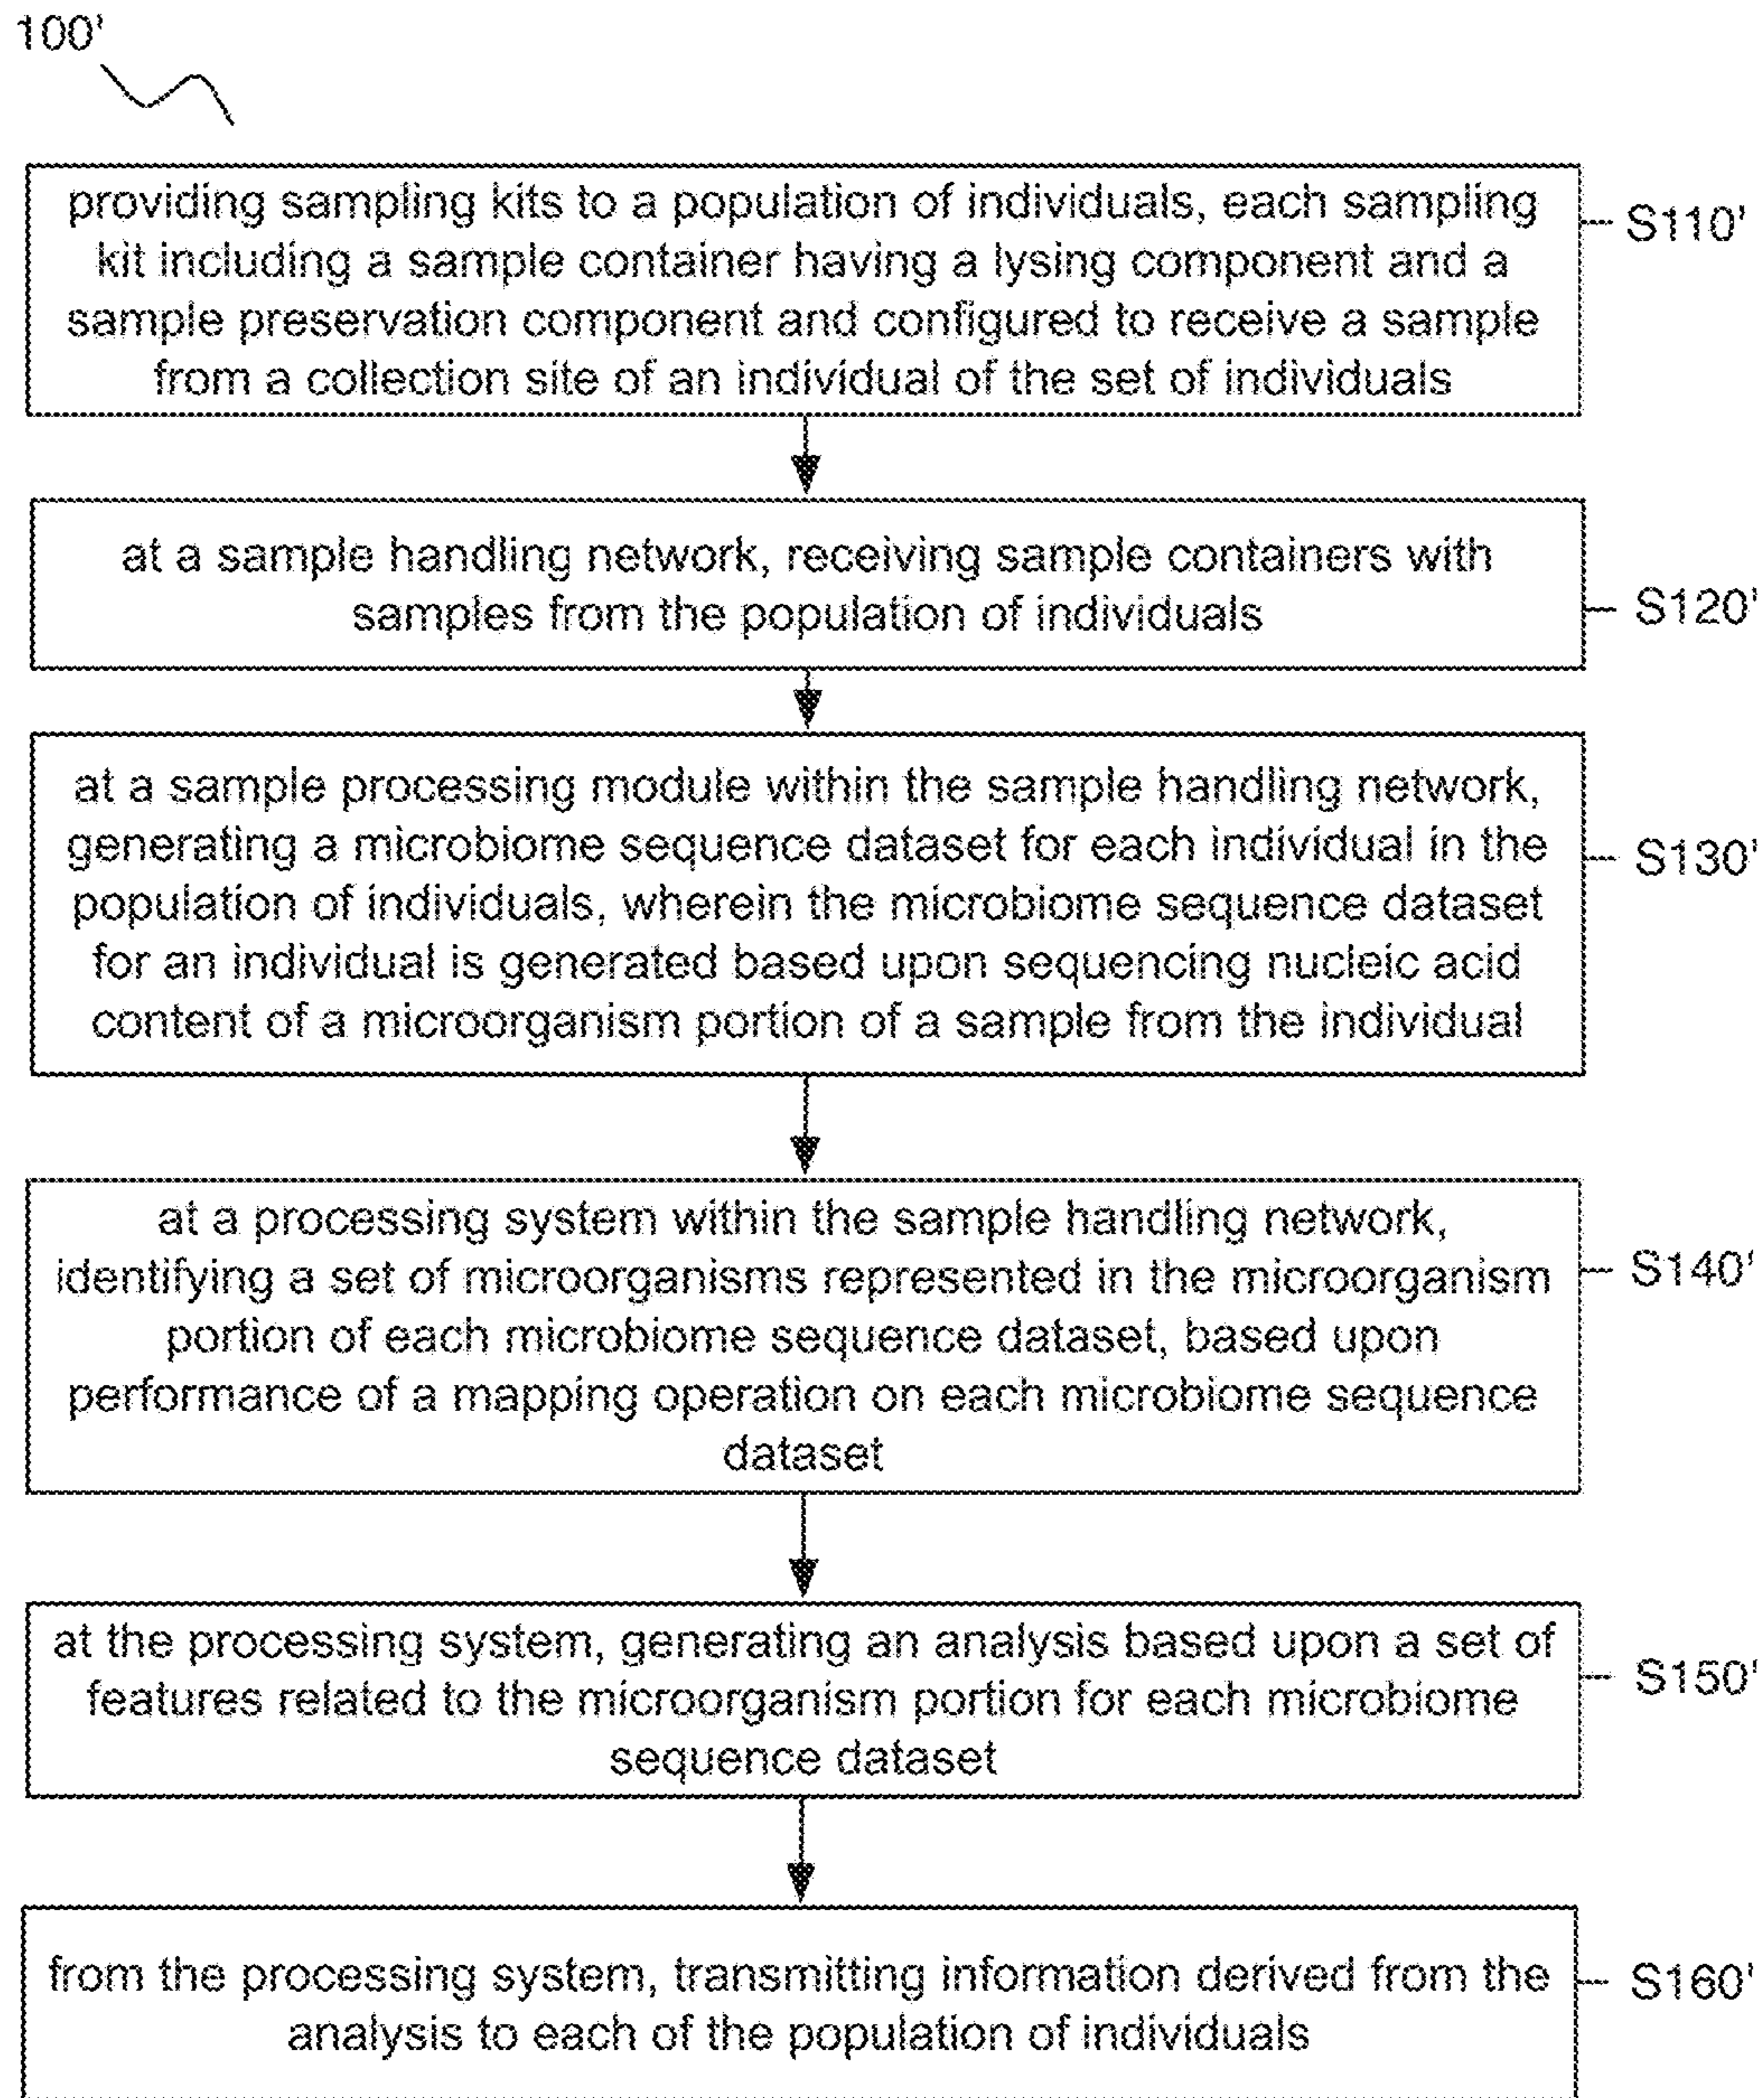 100'
providing sampling kits to a population of individuals, each sampling
kit including a sample container having a lysing component and a
sample preservation component and configured to receive a sample
from a collection site of an individual of the set of individuals
S110'
at a sample handling network, receiving sample containers with
samples from the population of individuals
S120'
at a sample processing module within the sample handling network,
generating a microbiome sequence dataset for each individual in the
population of individuals, wherein the microbiome sequence dataset
for an individual is generated based upon sequencing nucleic acid
content of a microorganism portion of a sample from the individual
S130'
at a processing system within the sample handling network,
identifying a set of microorganisms represented in the microorganism
portion of each microbiome sequence dataset, based upon
performance of a mapping operation on each microbiome sequence
dataset
S140'
at the processing system, generating an analysis based upon a set of
features related to the microorganism portion for each microbiome
sequence dataset
S150'
from the processing system, transmitting information derived from the
analysis to each of the population of individuals
S160'